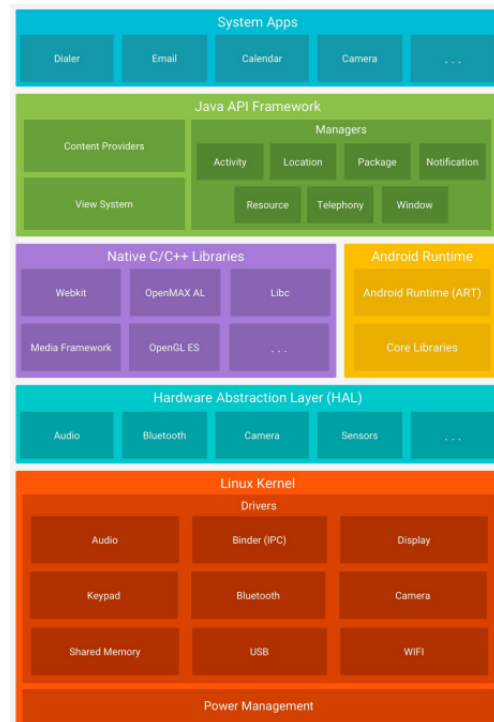 System Apps
Dialer
Email
Calendar
Camera
. . .
Java API Framework
Content Providers
View System
Managers
Activity
Location
Package
Notification
Resource
Telephony
Window
Native C/C++ Libraries
Webkit
OpenMAX AL
Libc
Media Framework
OpenGL ES
. . .
Android Runtime
Android Runtime (ART)
Core Libraries
Hardware Abstraction Layer (HAL)
Audio
Bluetooth
Camera
Sensors
. . .
Linux Kernel
Drivers
Audio
Binder (IPC)
Display
Keypad
Bluetooth
Camera
Shared Memory
USB
WIFI
Power Management